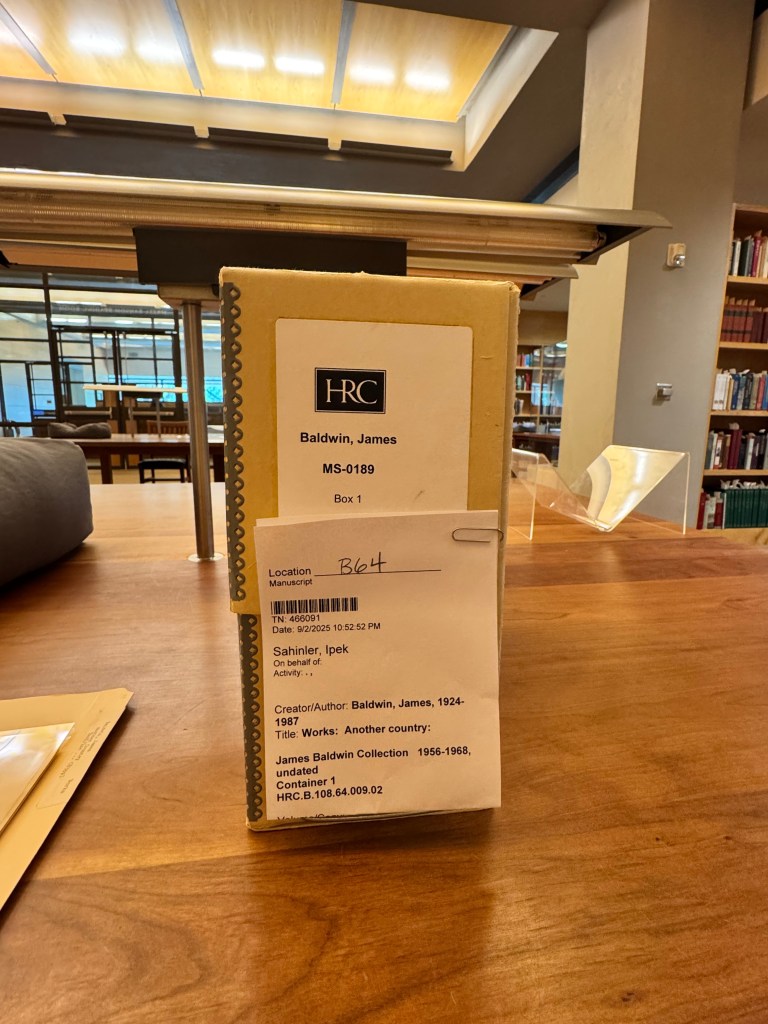 HRC
Baldwin, James
MS-0189
Box 1
Location B64
Manuscript
TN: 466091
Date: 9/2/2025 10:52:52 PM
Sahinler, Ipek
On behalf of:
Activity: , ,
Creator/Author: Baldwin, James, 1924-
1987
Title: Works: Another country:
James Baldwin Collection 1956-1968,
undated
Container 1
HRC.B.108.64.009.02